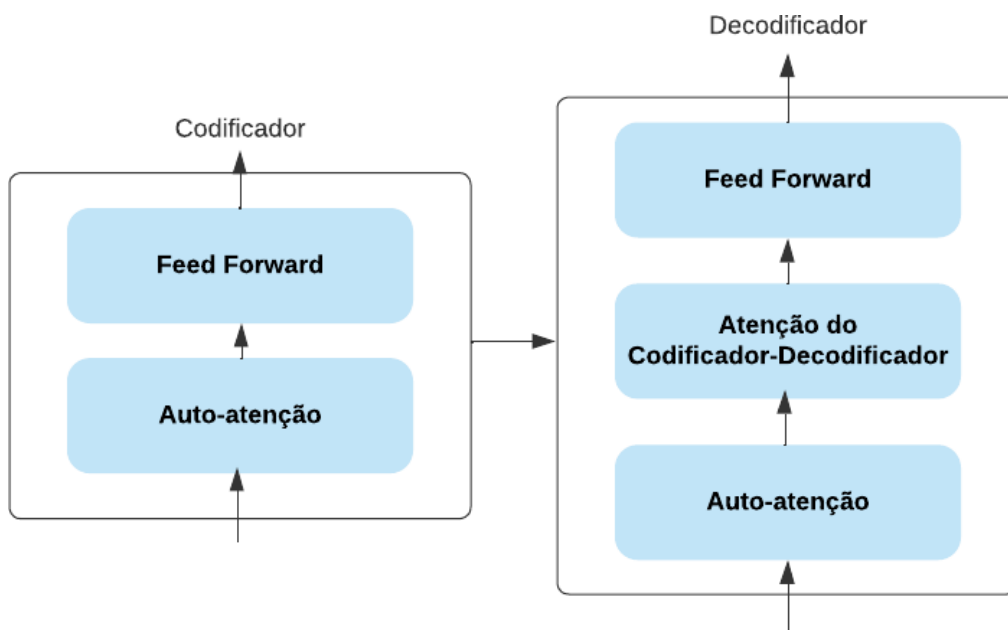 Codificador
Feed Forward
Auto-atenção
Decodificador
Feed Forward
Atenção do
Codificador-Decodificador
Auto-atenção